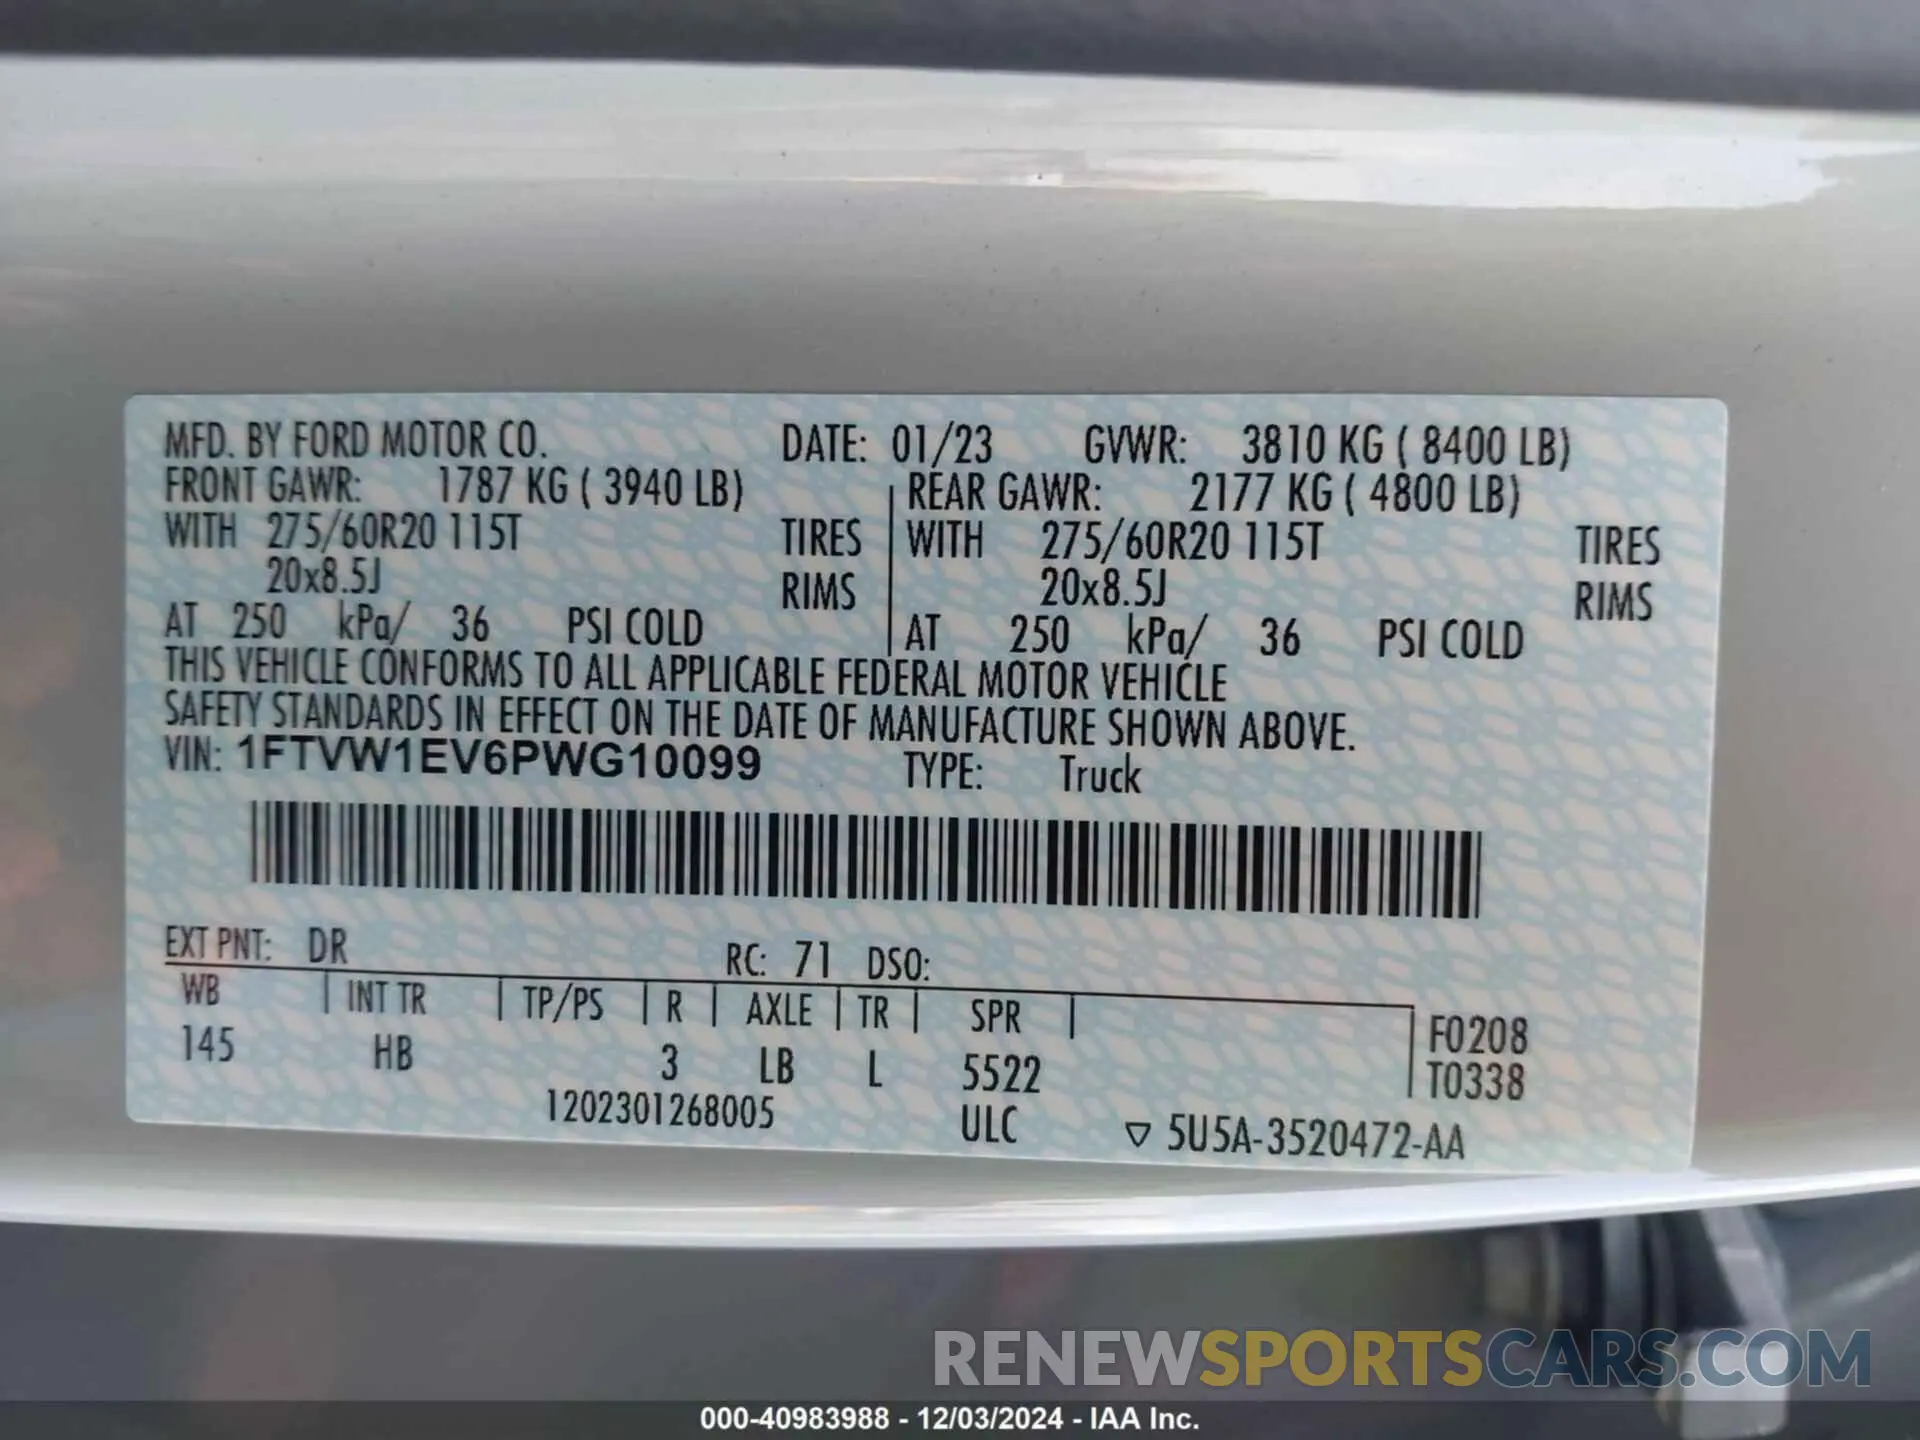 MFD. BY FORD MOTOR CO. DATE: 01/23 GVWR: 3810 KG ( 8400 LB)
FRONT GAWR: 1787 KG ( 3940 LB) REAR GAWR: 2177 KG ( 4800 LB)
WITH 275/60R20 115T TIRES WITH 275/60R20 115T TIRES
20x8.5J RIMS 20x8.5J RIMS
AT 250 kPa/ 36 PSI COLD AT 250 kPa/ 36 PSI COLD
THIS VEHICLE CONFORMS TO ALL APPLICABLE FEDERAL MOTOR VEHICLE
SAFETY STANDARDS IN EFFECT ON THE DATE OF MANUFACTURE SHOWN ABOVE.
VIN: 1FTVW1EV6PWG10099 TYPE: Truck
EXT PNT: DR RC: 71 DSO:
WB INT TR TP/PS R AXLE TR SPR F0208
145 HB 3 LB L 5522 T0338
1202301268005 ULC ▽ 5U5A-3520472-AA
RENEWSPORTSCARS.COM
000-40983988 - 12/03/2024 - IAA Inc.